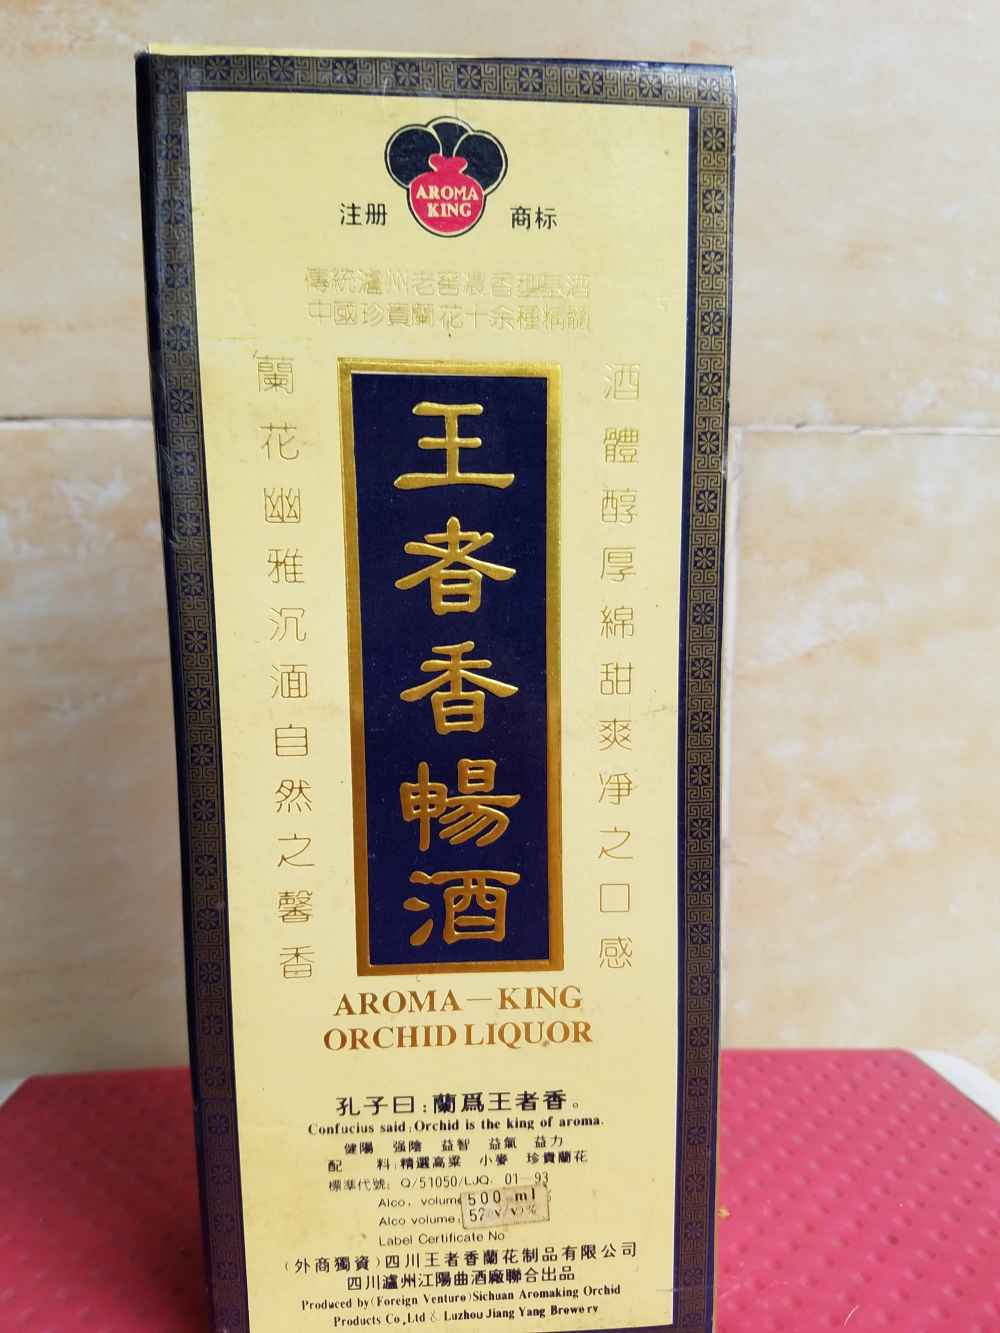 AROMA
KING
注册
商标
傳統瀘州老窖濃香型基酒
中國珍貴蘭花十余種精髓
蘭花幽雅沉湎自然之馨香
王者香暢酒
酒體醇厚綿甜爽净之口感
AROMA—KING
ORCHID LIQUOR
孔子曰:蘭爲王者香。
Confucius said:Orchid is the king of aroma.
健陽 强陰 益智 益氣 益力
配 料:精選高粱 小麥 珍貴蘭花
標準代號: Q/51050/LJQ. 01—93
Alco. volume 500 ml
Alco volume: 52 v/v%
Label Certificate No
(外商獨資)四川王者香蘭花制品有限公司
四川瀘州江陽曲酒廠聯合出品
Produced by(Foreign Venture)Sichuan Aromaking Orchid
Products Co,Ltd & Luzhou Jiang Yang Browery